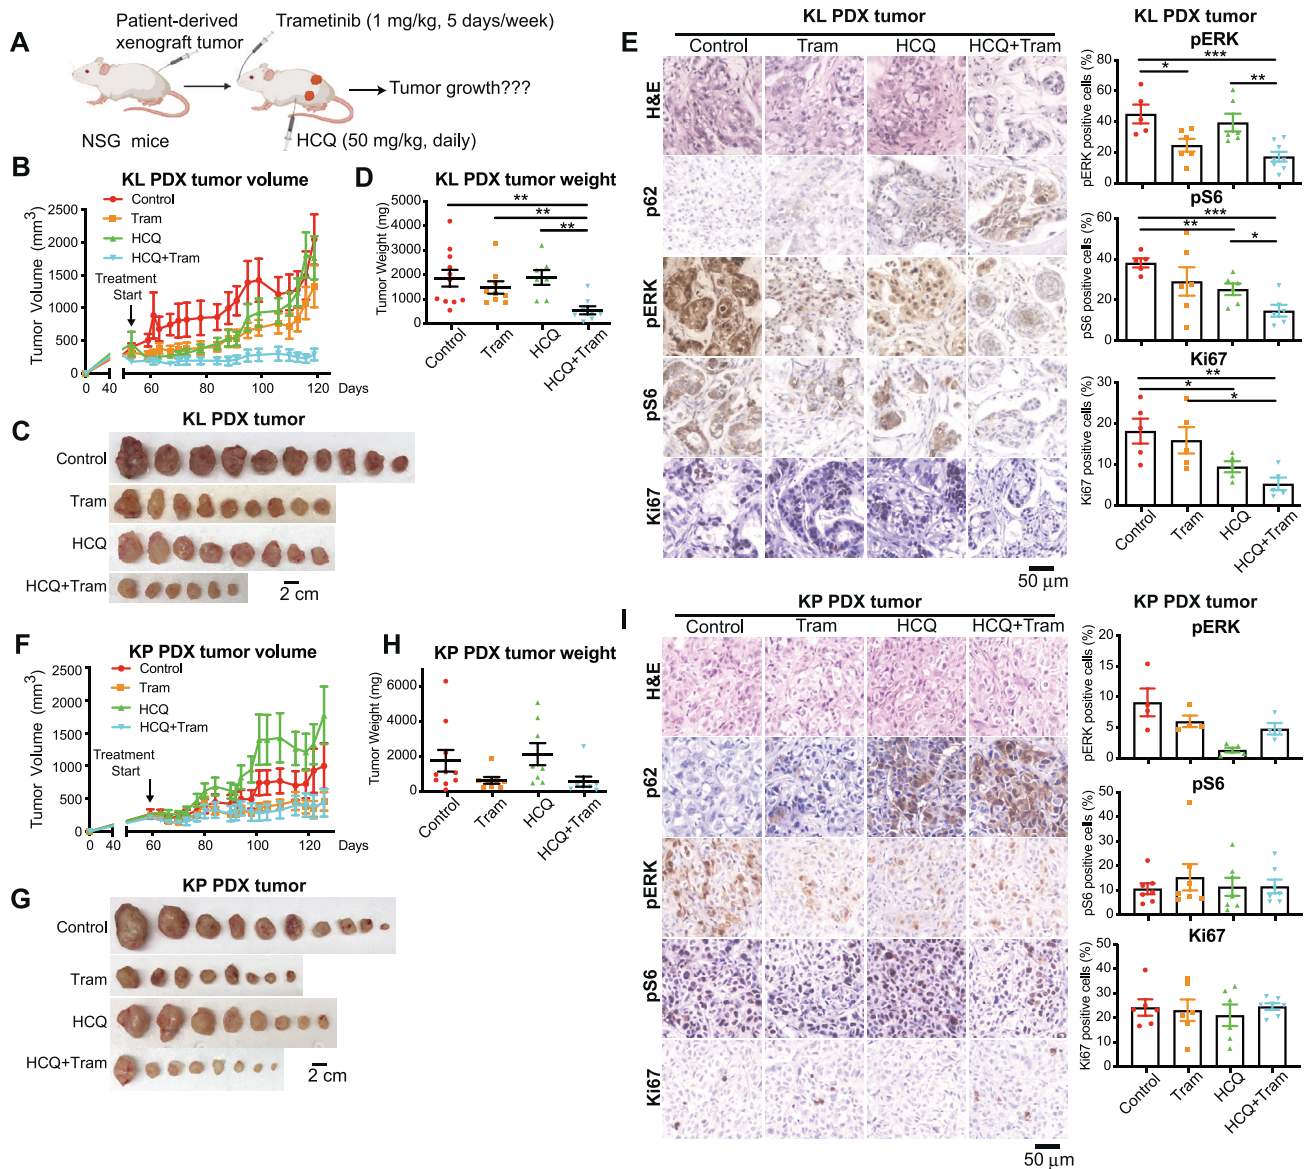 A
Patient-derived
xenograft tumor
Trametinib (1 mg/kg, 5 days/week)
Tumor growth???
NSG mice
HCQ (50 mg/kg, daily)
B
KL PDX tumor volume
Tumor Volume (mm³)
2500
2000
1500
1000
500
0
Control
Tram
HCQ
HCQ+Tram
Treatment
Start
0 40 60 80 100 120 Days
D
KL PDX tumor weight
Tumor Weight (mg)
5000
4000
3000
2000
1000
0
**
**
**
Control
Tram
HCQ
HCQ+Tram
C
KL PDX tumor
Control
Tram
HCQ
HCQ+Tram
2 cm
E
KL PDX tumor
Control Tram HCQ HCQ+Tram
H&E
p62
pERK
pS6
Ki67
50 µm
KL PDX tumor
pERK
pERK positive cells (%)
80
60
40
20
0
***
*
**
pS6
pS6 positive cells (%)
60
40
20
0
***
**
*
Ki67
Ki67 positive cells (%)
30
20
10
0
**
*
*
Control
Tram
HCQ
HCQ+Tram
F
KP PDX tumor volume
Tumor Volume (mm³)
2500
2000
1500
1000
500
0
Control
Tram
HCQ
HCQ+Tram
Treatment
Start
0 40 60 80 100 120 Days
H
KP PDX tumor weight
Tumor Weight (mg)
6000
4000
2000
0
Control
Tram
HCQ
HCQ+Tram
G
KP PDX tumor
Control
Tram
HCQ
HCQ+Tram
2 cm
I
KP PDX tumor
Control Tram HCQ HCQ+Tram
H&E
p62
pERK
pS6
Ki67
50 µm
KP PDX tumor
pERK
pERK positive cells (%)
20
15
10
5
0
pS6
pS6 positive cells (%)
50
40
30
20
10
0
Ki67
Ki67 positive cells (%)
50
40
30
20
10
0
Control
Tram
HCQ
HCQ+Tram